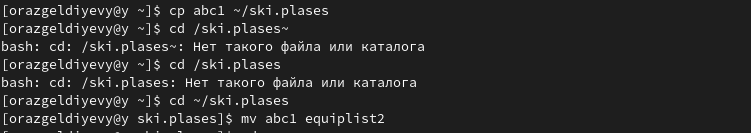 [orazgeldiyevy@y ~]$ cp abc1 ~/ski.plases
[orazgeldiyevy@y ~]$ cd /ski.plases~
bash: cd: /ski.plases~: Нет такого файла или каталога
[orazgeldiyevy@y ~]$ cd /ski.plases
bash: cd: /ski.plases: Нет такого файла или каталога
[orazgeldiyevy@y ~]$ cd ~/ski.plases
[orazgeldiyevy@y ski.plases]$ mv abc1 equiplist2